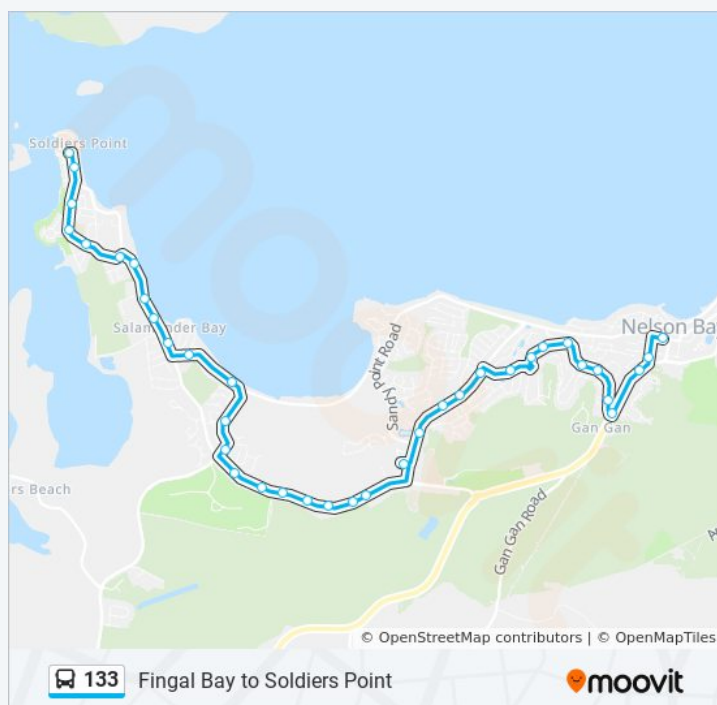 Soldiers Point
Salamander Bay
Sandy Point Road
Nelson Ba
Gan Gan
rs Beach
Gan Gan Road
© OpenStreetMap contributors | © OpenMapTiles
133 Fingal Bay to Soldiers Point
moovit